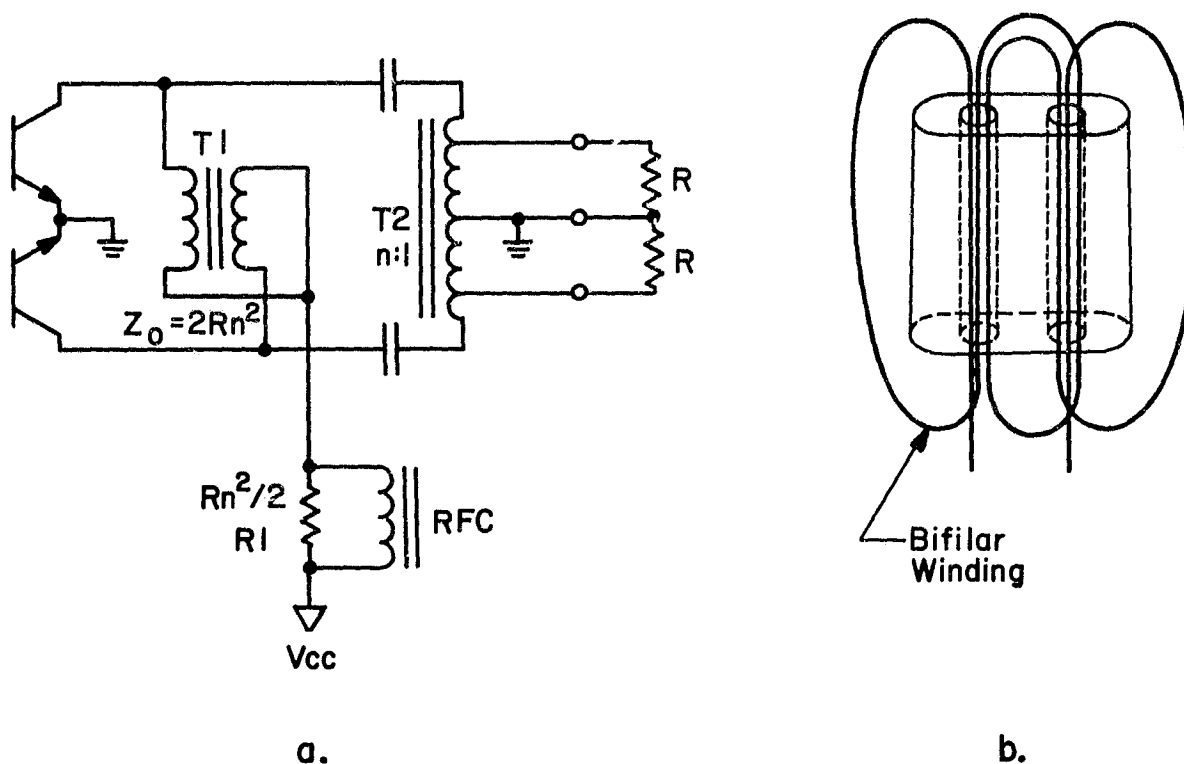 T1
T2
n:1
R
R
Z₀ = 2Rn²
Rn²/2
R1
RFC
Vcc
Bifilar
Winding
a.
b.